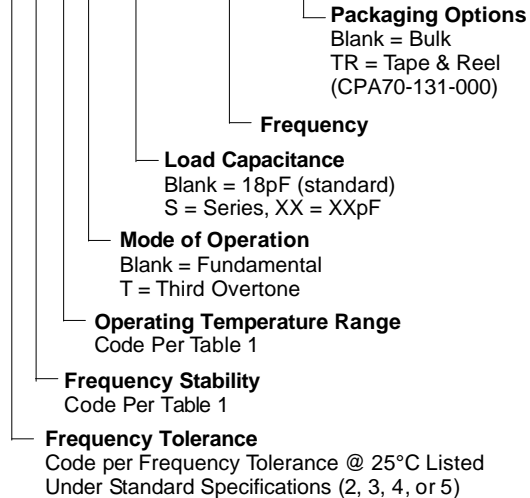 Packaging Options
Blank = Bulk
TR = Tape & Reel
(CPA70-131-000)
Frequency
Load Capacitance
Blank = 18pF (standard)
S = Series, XX = XXpF
Mode of Operation
Blank = Fundamental
T = Third Overtone
Operating Temperature Range
Code Per Table 1
Frequency Stability
Code Per Table 1
Frequency Tolerance
Code per Frequency Tolerance @ 25°C Listed
Under Standard Specifications (2, 3, 4, or 5)